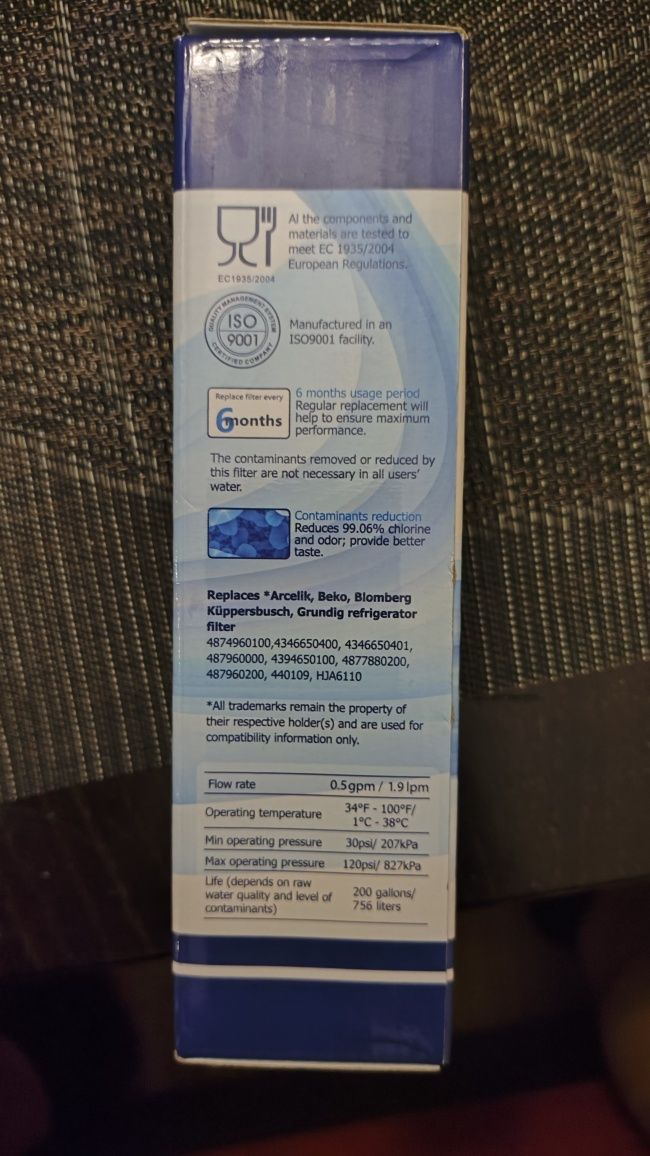 Al the components and
materials are tested to
meet EC 1935/2004
European Regulations.
EC1935/2004
QUALITY MANAGEMENT SYSTEM
ISO
9001
CERTIFIED COMPANY
Manufactured in an
ISO9001 facility.
Replace filter every
6months
6 months usage period
Regular replacement will
help to ensure maximum
performance.
The contaminants removed or reduced by
this filter are not necessary in all users'
water.
Contaminants reduction
Reduces 99.06% chlorine
and odor; provide better
taste.
Replaces *Arcelik, Beko, Blomberg
Küppersbusch, Grundig refrigerator
filter
4874960100,4346650400, 4346650401,
487960000, 4394650100, 4877880200,
487960200, 440109, HJA6110
*All trademarks remain the property of
their respective holder(s) and are used for
compatibility information only.
Flow rate 0.5gpm / 1.9lpm
Operating temperature 34°F - 100°F/
1°C - 38°C
Min operating pressure 30psi/ 207kPa
Max operating pressure 120psi/ 827kPa
Life (depends on raw
water quality and level of
contaminants) 200 gallons/
756 liters